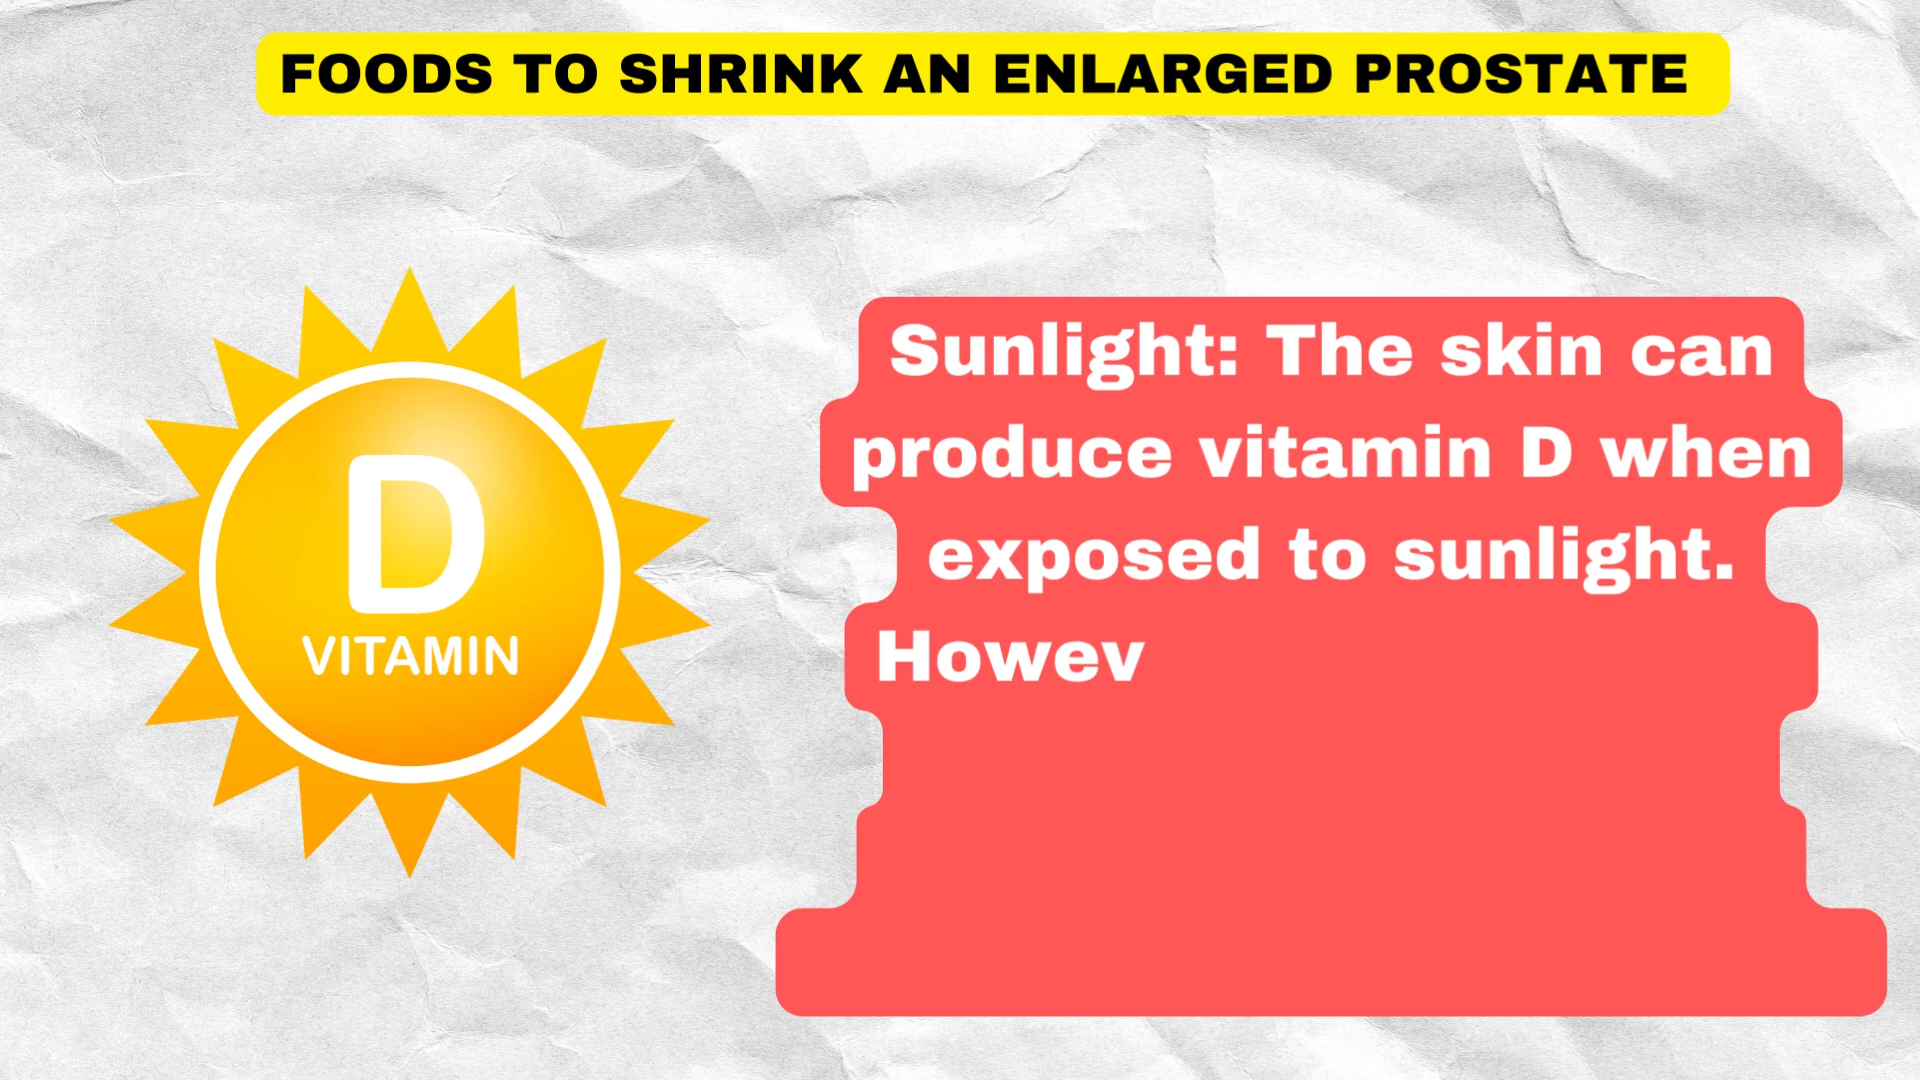 FOODS TO SHRINK AN ENLARGED PROSTATE
D
VITAMIN
Sunlight: The skin can
produce vitamin D when
exposed to sunlight.
Howev